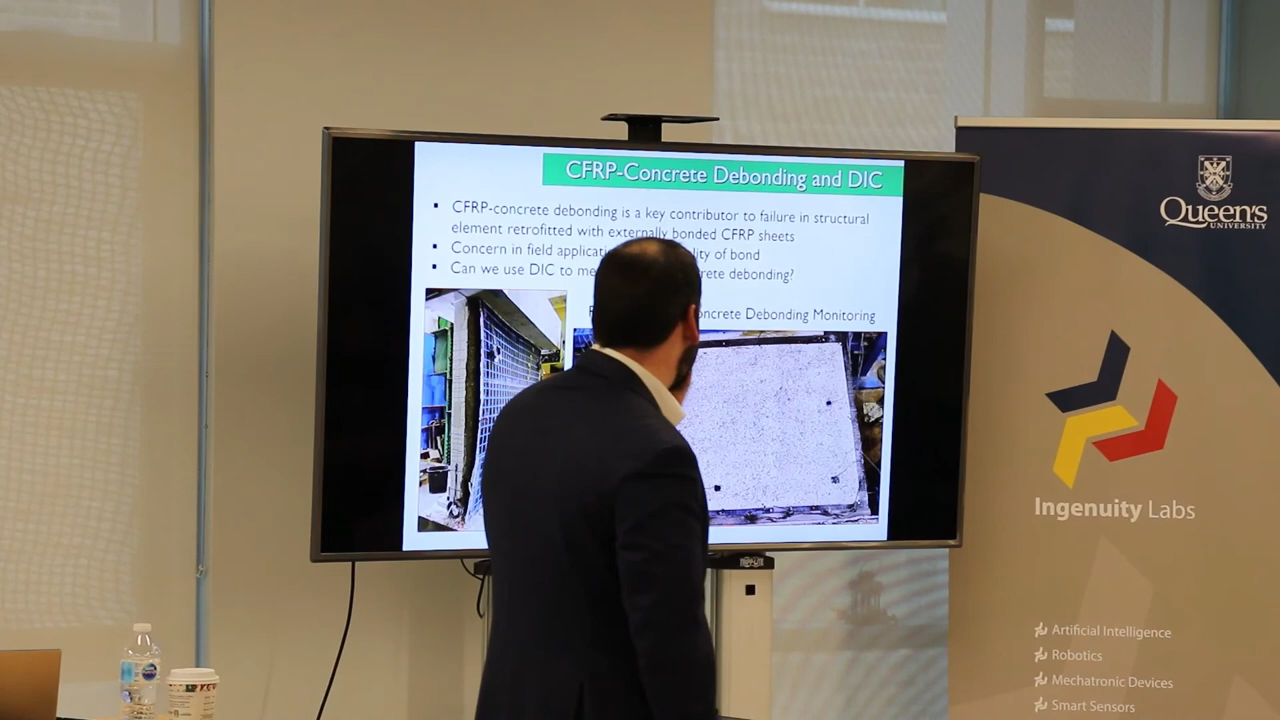 CFRP-Concrete Debonding and DIC
CFRP-concrete debonding is a key contributor to failure in structural
element retrofitted with externally bonded CFRP sheets
Concern in field applicati lity of bond
Can we use DIC to me rete debonding?
ncrete Debonding Monitoring
Queen's
UNIVERSITY
Ingenuity Labs
Artificial Intelligence
Robotics
Mechatronic Devices
Smart Sensors